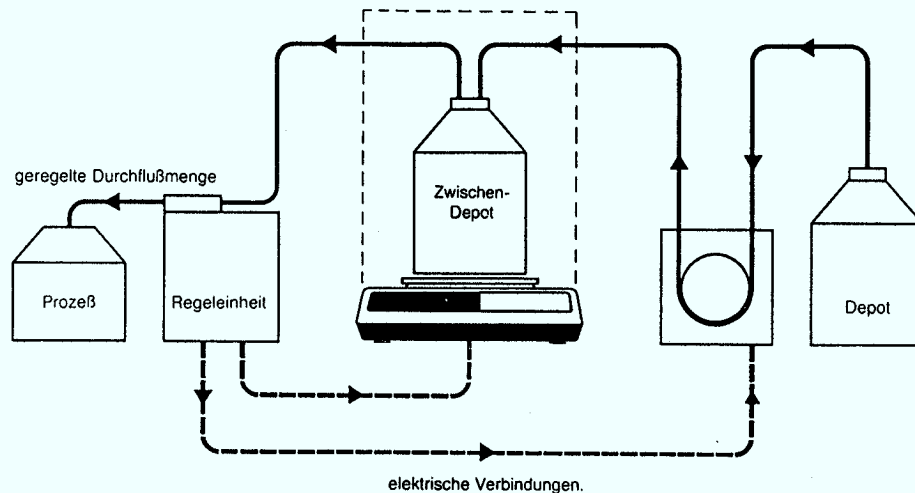 geregelte Durchflußmenge
Zwischen-
Depot
Prozeß
Regeleinheit
Depot
elektrische Verbindungen.